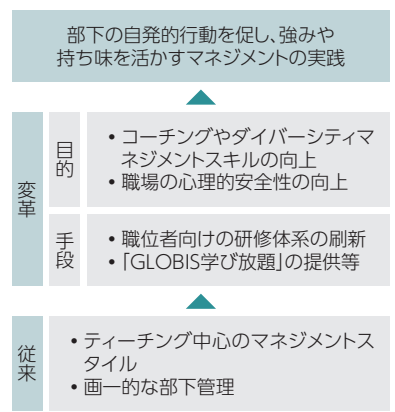 部下の自発的行動を促し、強みや
持ち味を活かすマネジメントの実践
変革
目的
•コーチングやダイバーシティマ
ネジメントスキルの向上
•職場の心理的安全性の向上
手段
•職位者向けの研修体系の刷新
•「GLOBIS学び放題」の提供等
従来
•ティーチング中心のマネジメントス
タイル
•画一的な部下管理